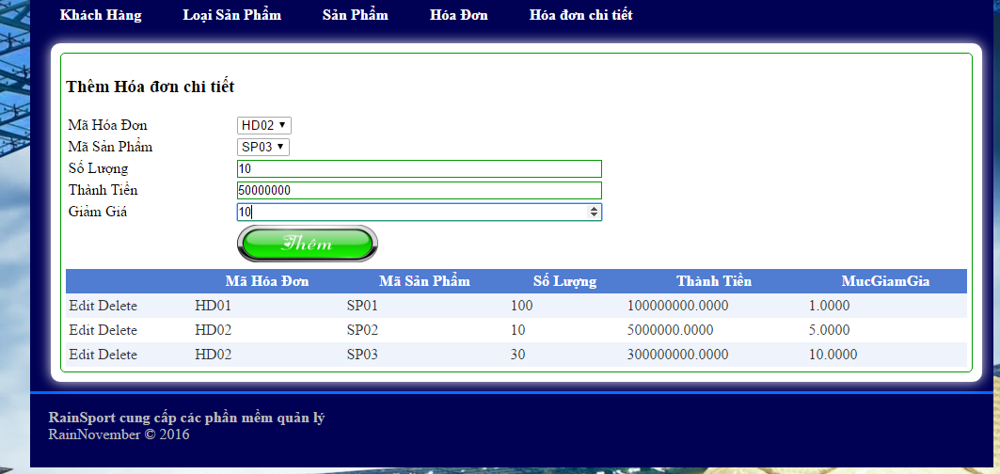 Khách Hàng Loại Sản Phẩm Sản Phẩm Hóa Đơn Hóa đơn chi tiết
Thêm Hóa đơn chi tiết
Mã Hóa Đơn HD02
Mã Sản Phẩm SP03
Số Lượng 10
Thành Tiền 50000000
Giảm Giá 10
Thêm
Mã Hóa Đơn Mã Sản Phẩm Số Lượng Thành Tiền MucGiamGia
Edit Delete HD01 SP01 100 100000000.0000 1.0000
Edit Delete HD02 SP02 10 5000000.0000 5.0000
Edit Delete HD02 SP03 30 300000000.0000 10.0000
RainSport cung cấp các phần mềm quản lý
RainNovember © 2016